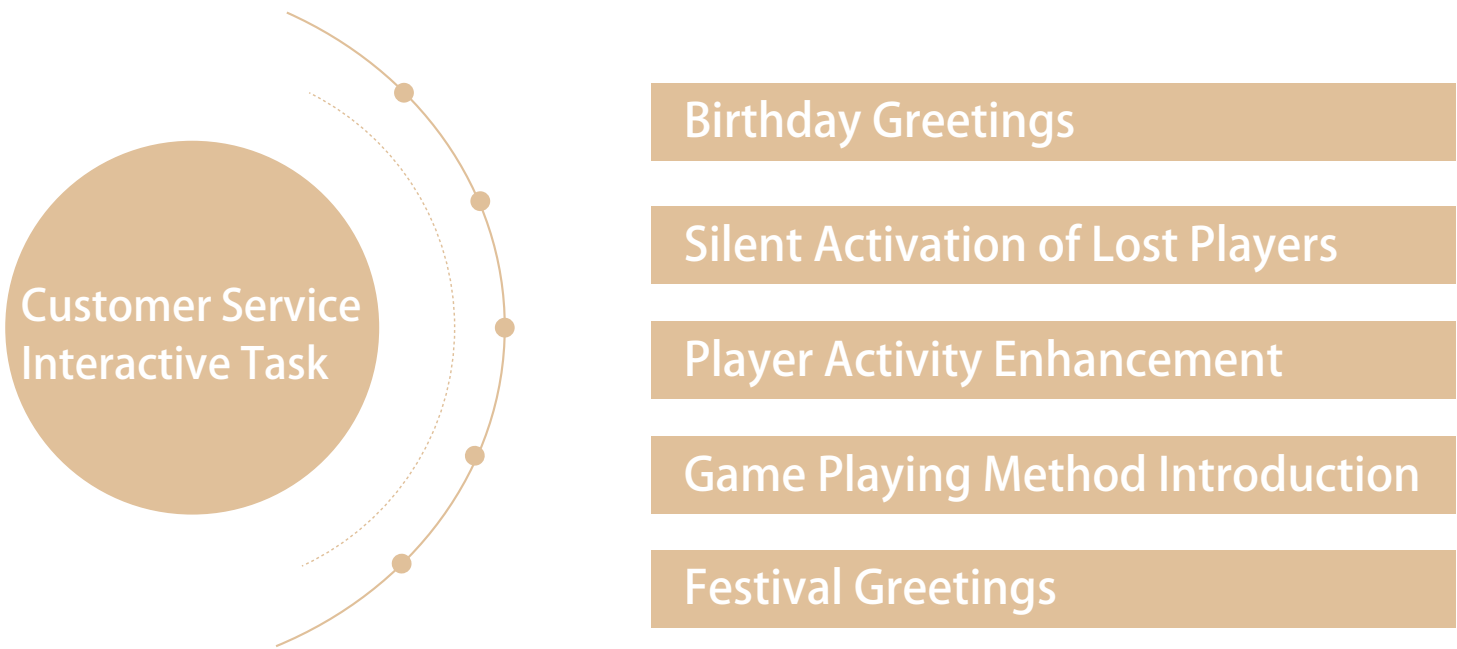 Customer Service
Interactive Task
Birthday Greetings
Silent Activation of Lost Players
Player Activity Enhancement
Game Playing Method Introduction
Festival Greetings